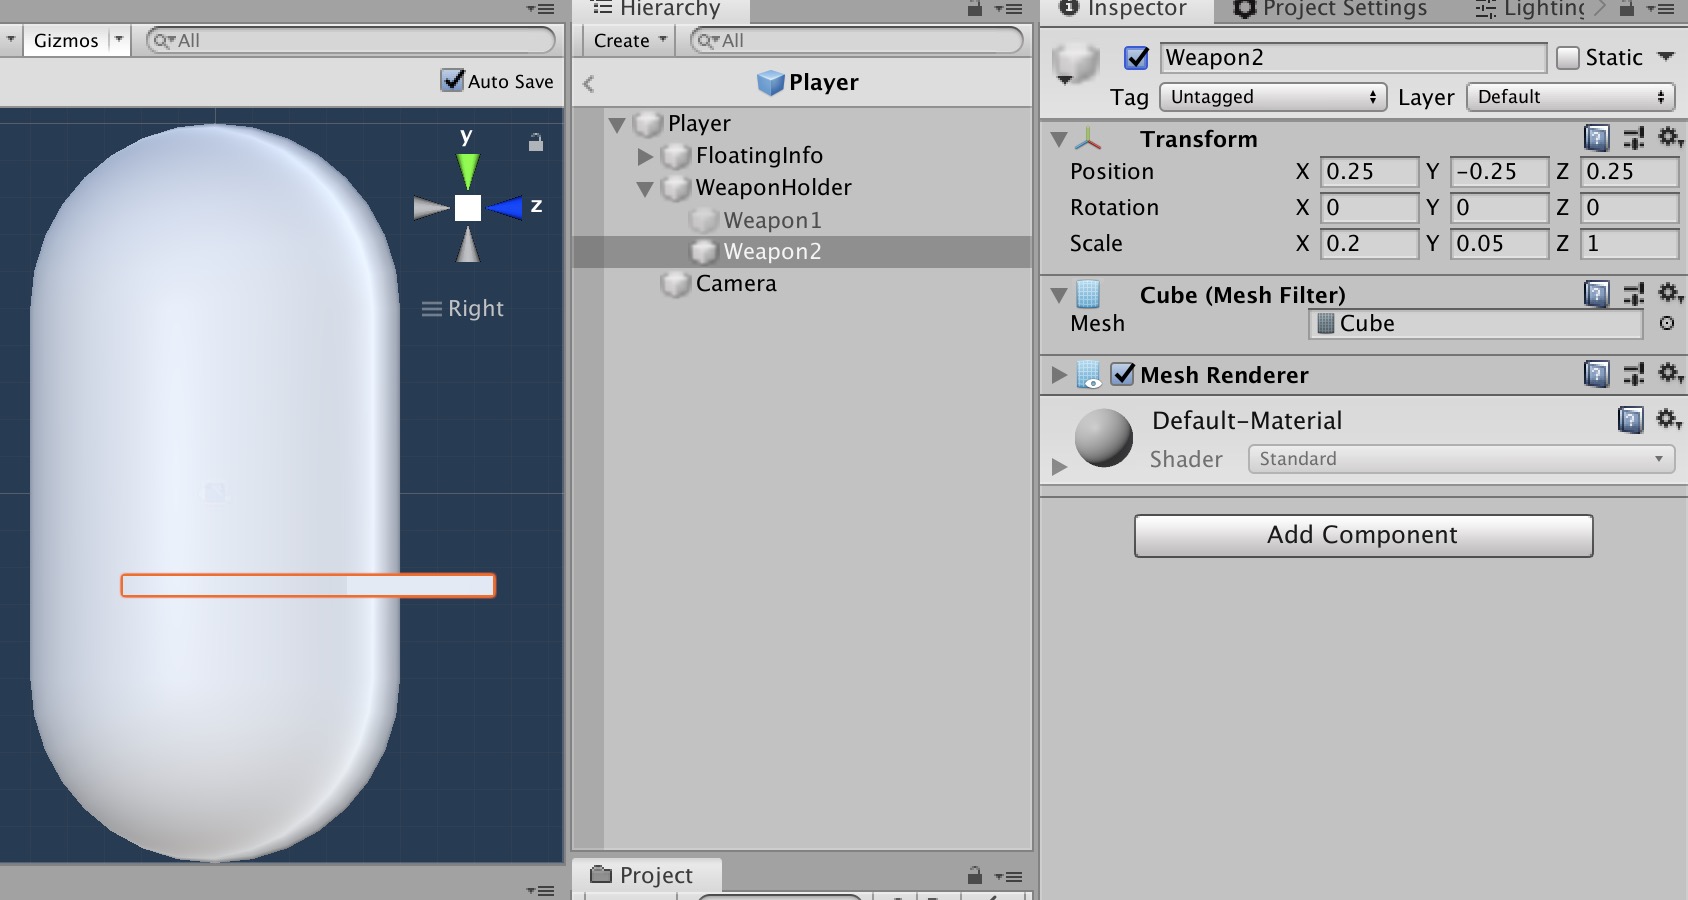 Gizmos All
Auto Save
y
z
Right
Hierarchy
Create All
Player
Player
FloatingInfo
WeaponHolder
Weapon1
Weapon2
Camera
Project
Inspector Project Settings Lighting
Weapon2 Static
Tag Untagged Layer Default
Transform
Position X 0.25 Y -0.25 Z 0.25
Rotation X 0 Y 0 Z 0
Scale X 0.2 Y 0.05 Z 1
Cube (Mesh Filter)
Mesh Cube
Mesh Renderer
Default-Material
Shader Standard
Add Component